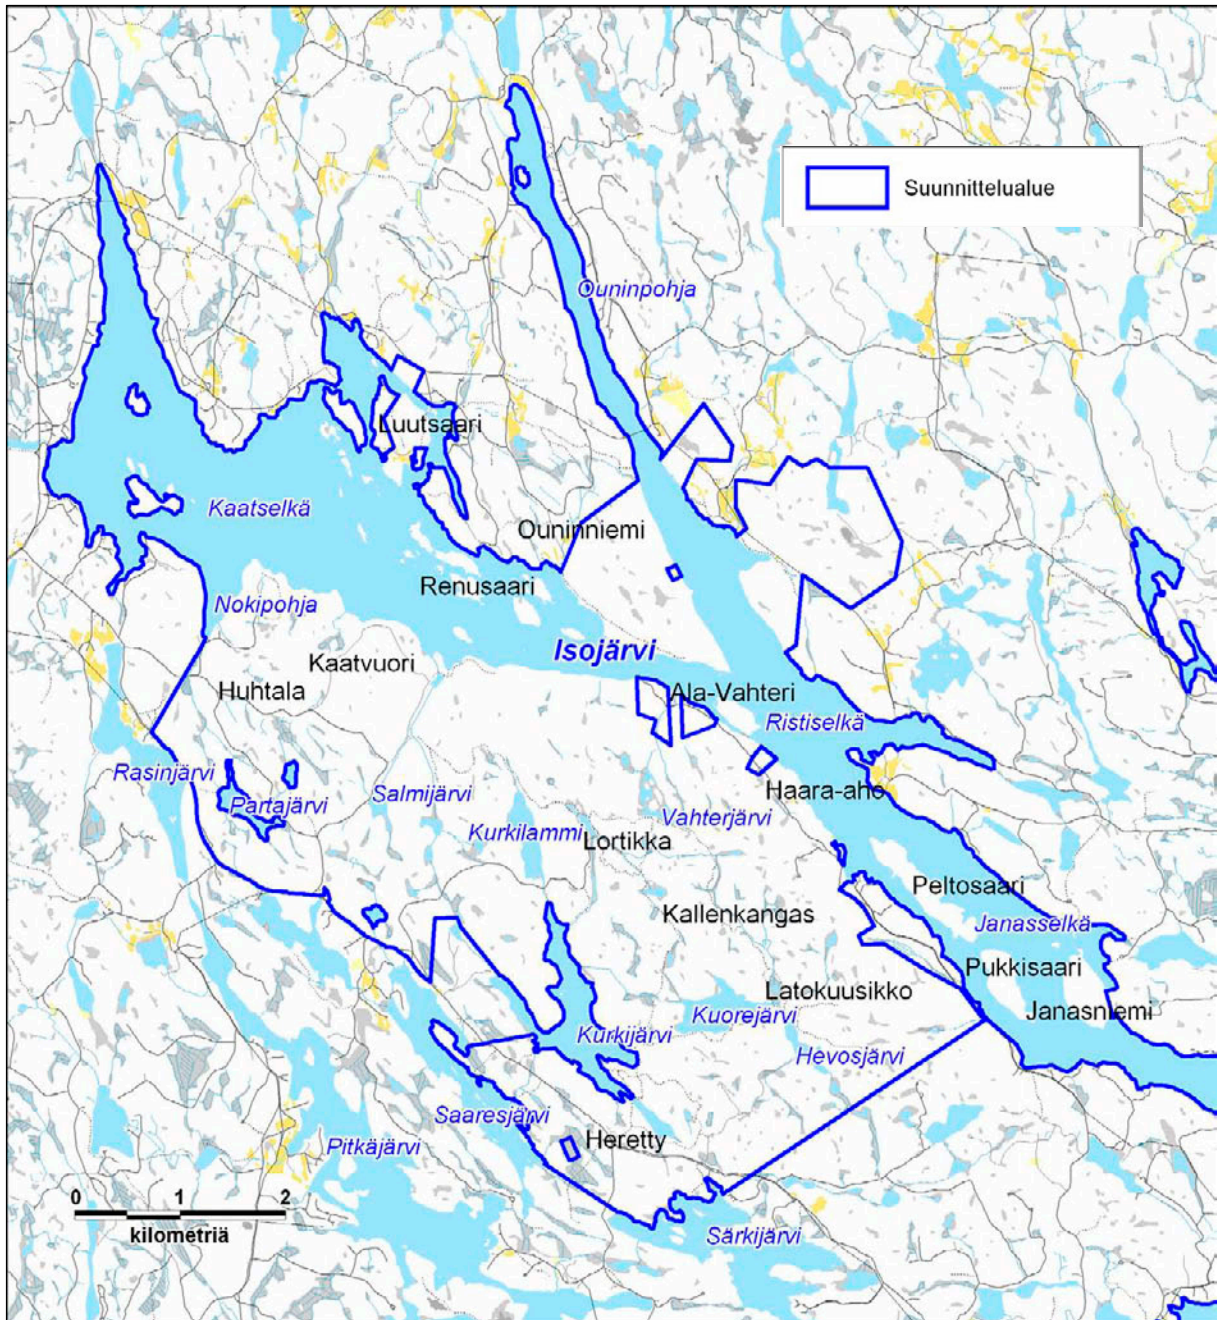 Suunnittelualue
Ouninpohja
Luutsaari
Kaatselkä
Ouninniemi
Renusaari
Nokipohja
Isojärvi
Kaatvuori
Huhtala
Ala-Vahteri
Ristiselkä
Rasinjärvi
Partajärvi
Salmijärvi
Haara-aho
Kurkilammi
Vahterjärvi
Lortikka
Peltosaari
Kallenkangas
Janasselkä
Pukkisaari
Latokuusikko
Janasniemi
Kuorejärvi
Kurkijärvi
Hevosjärvi
Saaresjärvi
Heretty
Pitkäjärvi
0 1 2
kilometriä
Särkijärvi